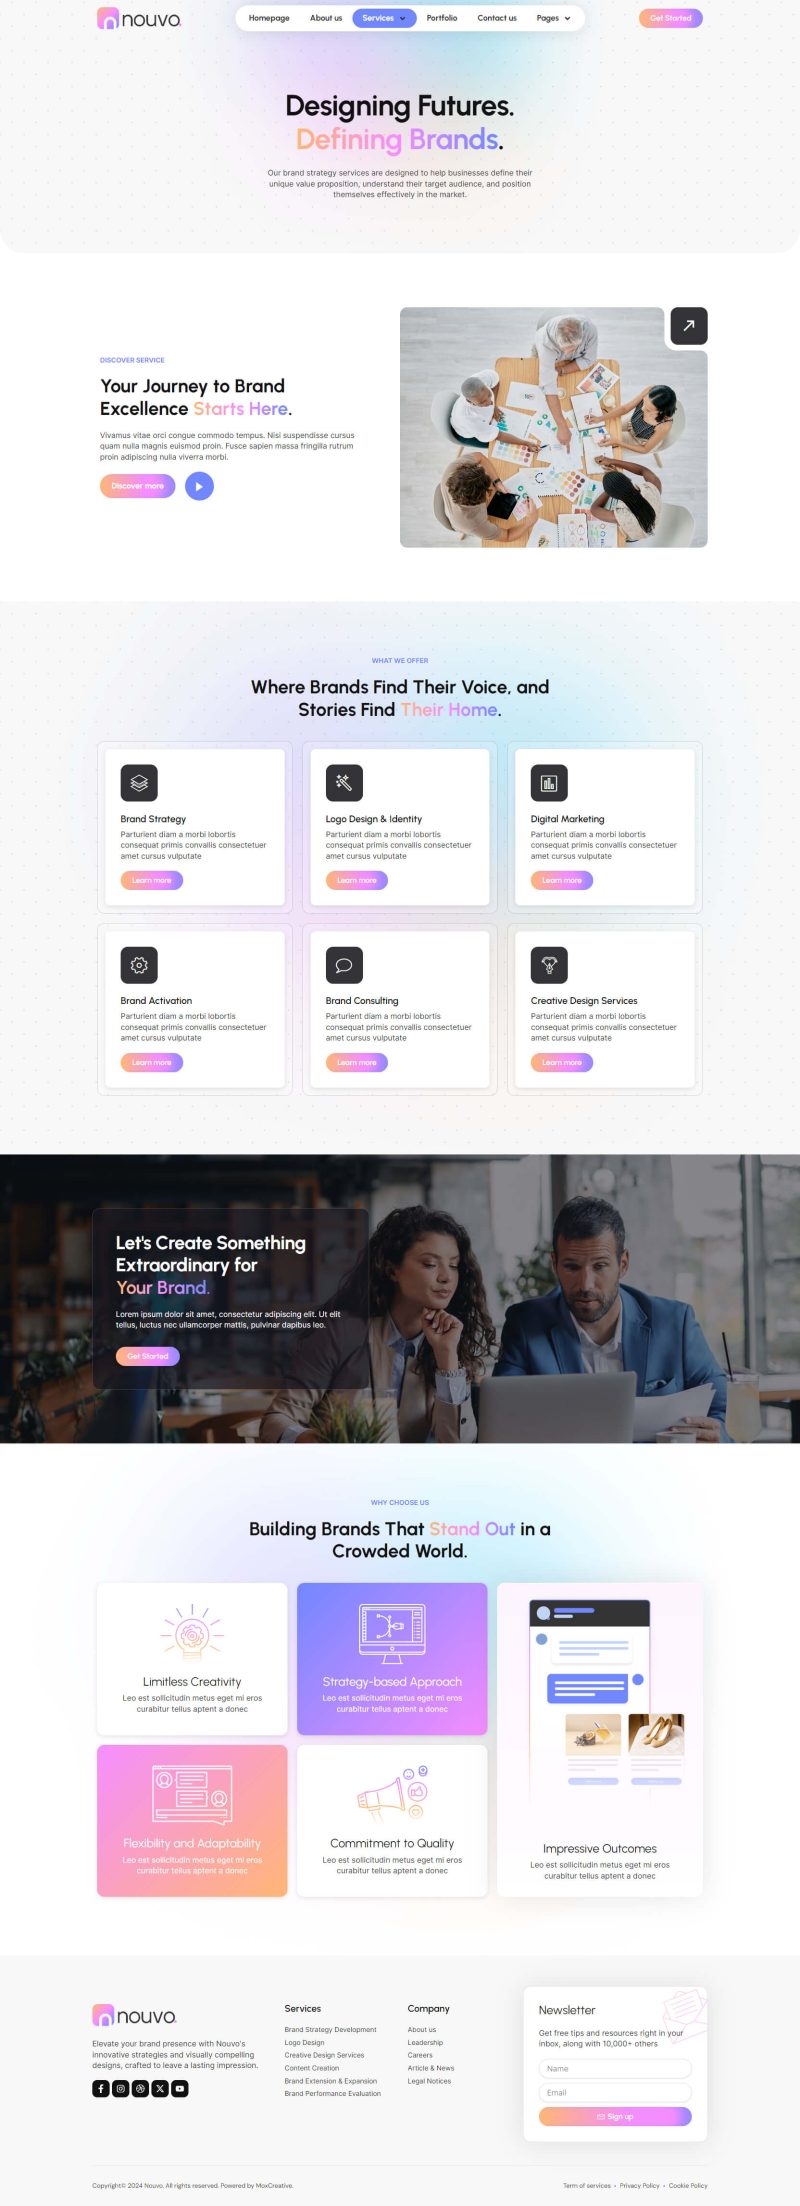 nouvo.
Homepage
About us
Services
Portfolio
Contact us
Pages
Get Started
Designing Futures.
Defining Brands.
Our brand strategy services are designed to help businesses define their
unique value proposition, understand their target audience, and position
themselves effectively in the market.
DISCOVER SERVICE
Your Journey to Brand
Excellence Starts Here.
Vivamus vitae orci congue commodo tempus. Nisi suspendisse cursus
quam nulla magnis euismod proin. Fusce sapien massa fringilla rutrum
proin adipiscing nulla viverra morbi.
Discover more
WHAT WE OFFER
Where Brands Find Their Voice, and
Stories Find Their Home.
Brand Strategy
Parturient diam a morbi lobortis
consequat primis convallis consectetuer
amet cursus vulputate
Learn more
Logo Design & Identity
Parturient diam a morbi lobortis
consequat primis convallis consectetuer
amet cursus vulputate
Learn more
Digital Marketing
Parturient diam a morbi lobortis
consequat primis convallis consectetuer
amet cursus vulputate
Learn more
Brand Activation
Parturient diam a morbi lobortis
consequat primis convallis consectetuer
amet cursus vulputate
Learn more
Brand Consulting
Parturient diam a morbi lobortis
consequat primis convallis consectetuer
amet cursus vulputate
Learn more
Creative Design Services
Parturient diam a morbi lobortis
consequat primis convallis consectetuer
amet cursus vulputate
Learn more
Let's Create Something
Extraordinary for
Your Brand.
Lorem ipsum dolor sit amet, consectetur adipiscing elit. Ut elit
tellus, luctus nec ullamcorper mattis, pulvinar dapibus leo.
Get Started
WHY CHOOSE US
Building Brands That Stand Out in a
Crowded World.
Limitless Creativity
Leo est sollicitudin metus eget mi eros
curabitur tellus aptent a donec
Strategy-based Approach
Leo est sollicitudin metus eget mi eros
curabitur tellus aptent a donec
Flexibility and Adaptability
Leo est sollicitudin metus eget mi eros
curabitur tellus aptent a donec
Commitment to Quality
Leo est sollicitudin metus eget mi eros
curabitur tellus aptent a donec
Impressive Outcomes
Leo est sollicitudin metus eget mi eros
curabitur tellus aptent a donec
nouvo.
Elevate your brand presence with Nouvo's
innovative strategies and visually compelling
designs, crafted to leave a lasting impression.
Services
Brand Strategy Development
Logo Design
Creative Design Services
Content Creation
Brand Extension & Expansion
Brand Performance Evaluation
Company
About us
Leadership
Careers
Article & News
Legal Notices
Newsletter
Get free tips and resources right in your
inbox, along with 10,000+ others
Name
Email
Sign up
Copyright© 2024 Nouvo, All rights reserved. Powered by MoxCreative.
Term of services • Privacy Policy • Cookie Policy